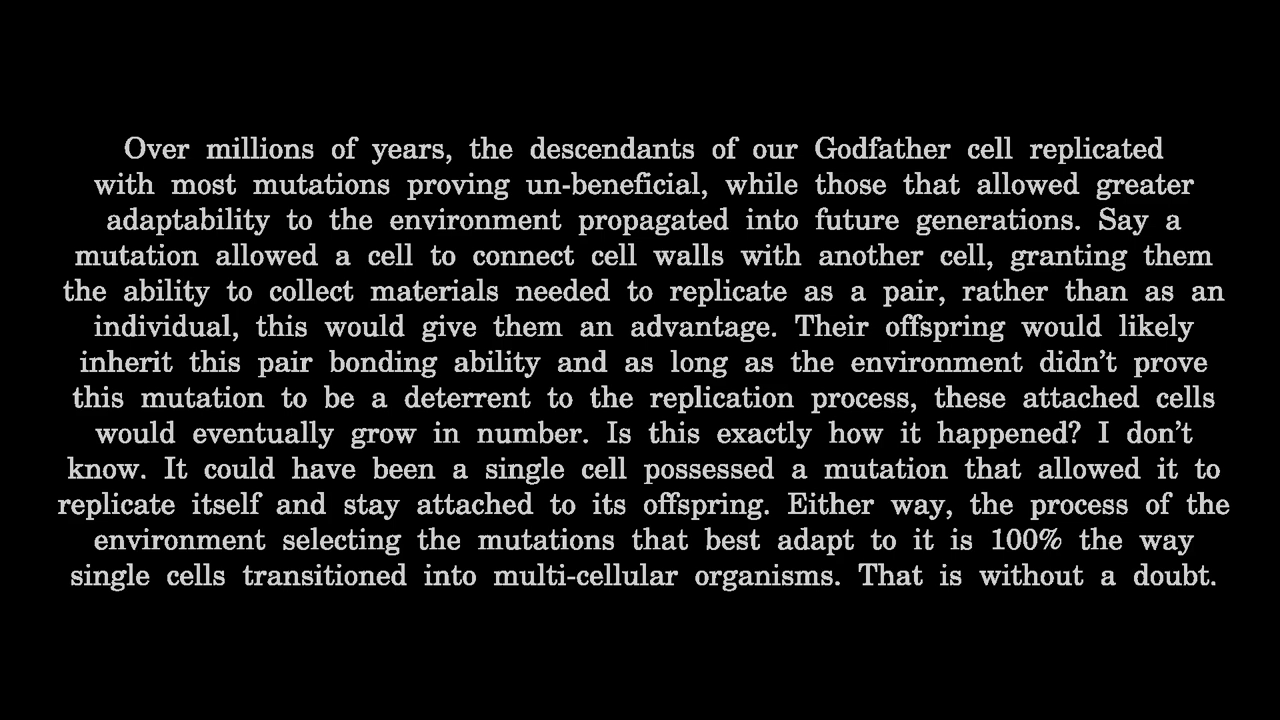 Over millions of years, the descendants of our Godfather cell replicated
with most mutations proving un-beneficial, while those that allowed greater
adaptability to the environment propagated into future generations. Say a
mutation allowed a cell to connect cell walls with another cell, granting them
the ability to collect materials needed to replicate as a pair, rather than as an
individual, this would give them an advantage. Their offspring would likely
inherit this pair bonding ability and as long as the environment didn't prove
this mutation to be a deterrent to the replication process, these attached cells
would eventually grow in number. Is this exactly how it happened? I don't
know. It could have been a single cell possessed a mutation that allowed it to
replicate itself and stay attached to its offspring. Either way, the process of the
environment selecting the mutations that best adapt to it is 100% the way
single cells transitioned into multi-cellular organisms. That is without a doubt.